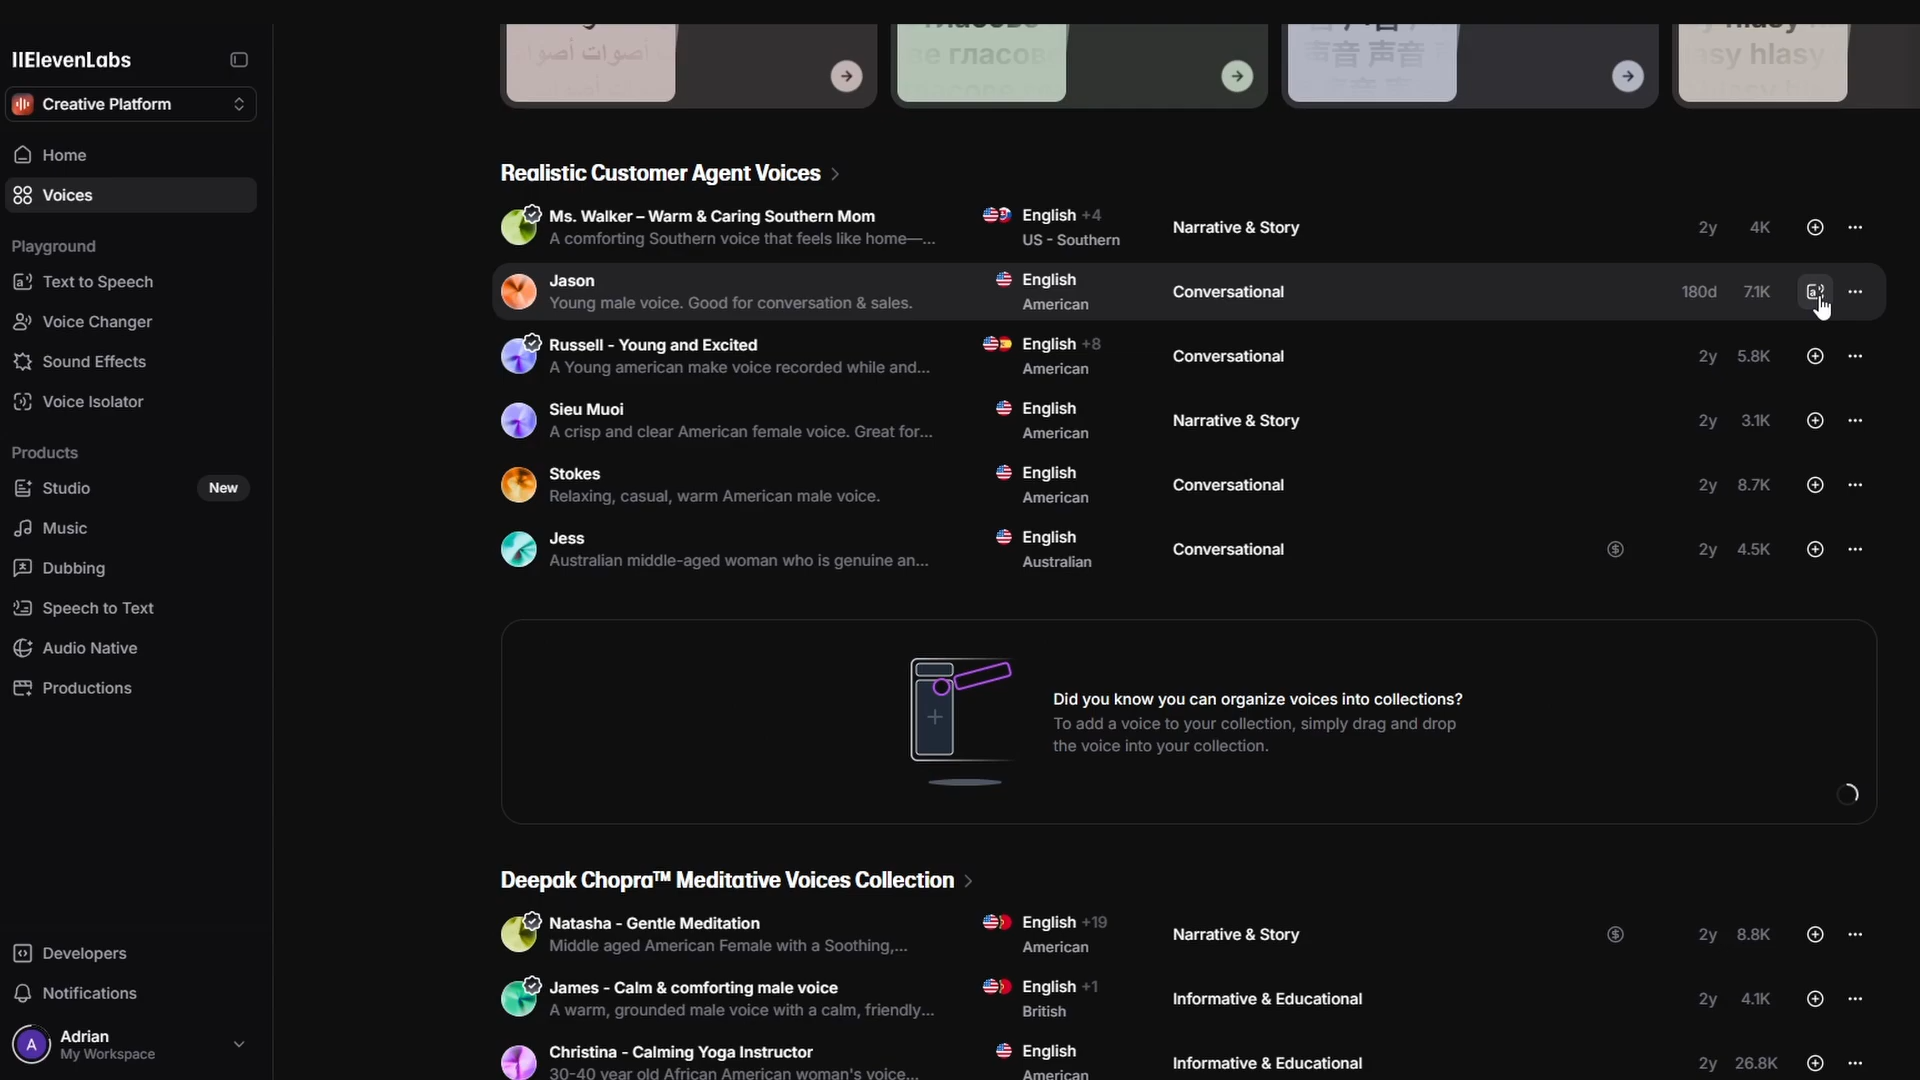 IIElevenLabs
Creative Platform
Home
Voices
Playground
Text to Speech
Voice Changer
Sound Effects
Voice Isolator
Products
Studio New
Music
Dubbing
Speech to Text
Audio Native
Productions
Developers
Notifications
A Adrian
My Workspace
أصوات أصوا
ве гласове
声音 声音 声
asy hlasy
Realistic Customer Agent Voices
Ms. Walker – Warm & Caring Southern Mom English +4 Narrative & Story 2y 4K
A comforting Southern voice that feels like home—... US - Southern
Jason English Conversational 180d 7.1K
Young male voice. Good for conversation & sales. American
Russell - Young and Excited English +8 Conversational 2y 5.8K
A Young american make voice recorded while and... American
Sieu Muoi English Narrative & Story 2y 3.1K
A crisp and clear American female voice. Great for... American
Stokes English Conversational 2y 8.7K
Relaxing, casual, warm American male voice. American
Jess English Conversational 2y 4.5K
Australian middle-aged woman who is genuine an... Australian
Did you know you can organize voices into collections?
To add a voice to your collection, simply drag and drop
the voice into your collection.
Deepak Chopra™ Meditative Voices Collection
Natasha - Gentle Meditation English +19 Narrative & Story 2y 8.8K
Middle aged American Female with a Soothing,... American
James - Calm & comforting male voice English +1 Informative & Educational 2y 4.1K
A warm, grounded male voice with a calm, friendly... British
Christina - Calming Yoga Instructor English Informative & Educational 2y 26.8K
30-40 year old African American woman's voice... American